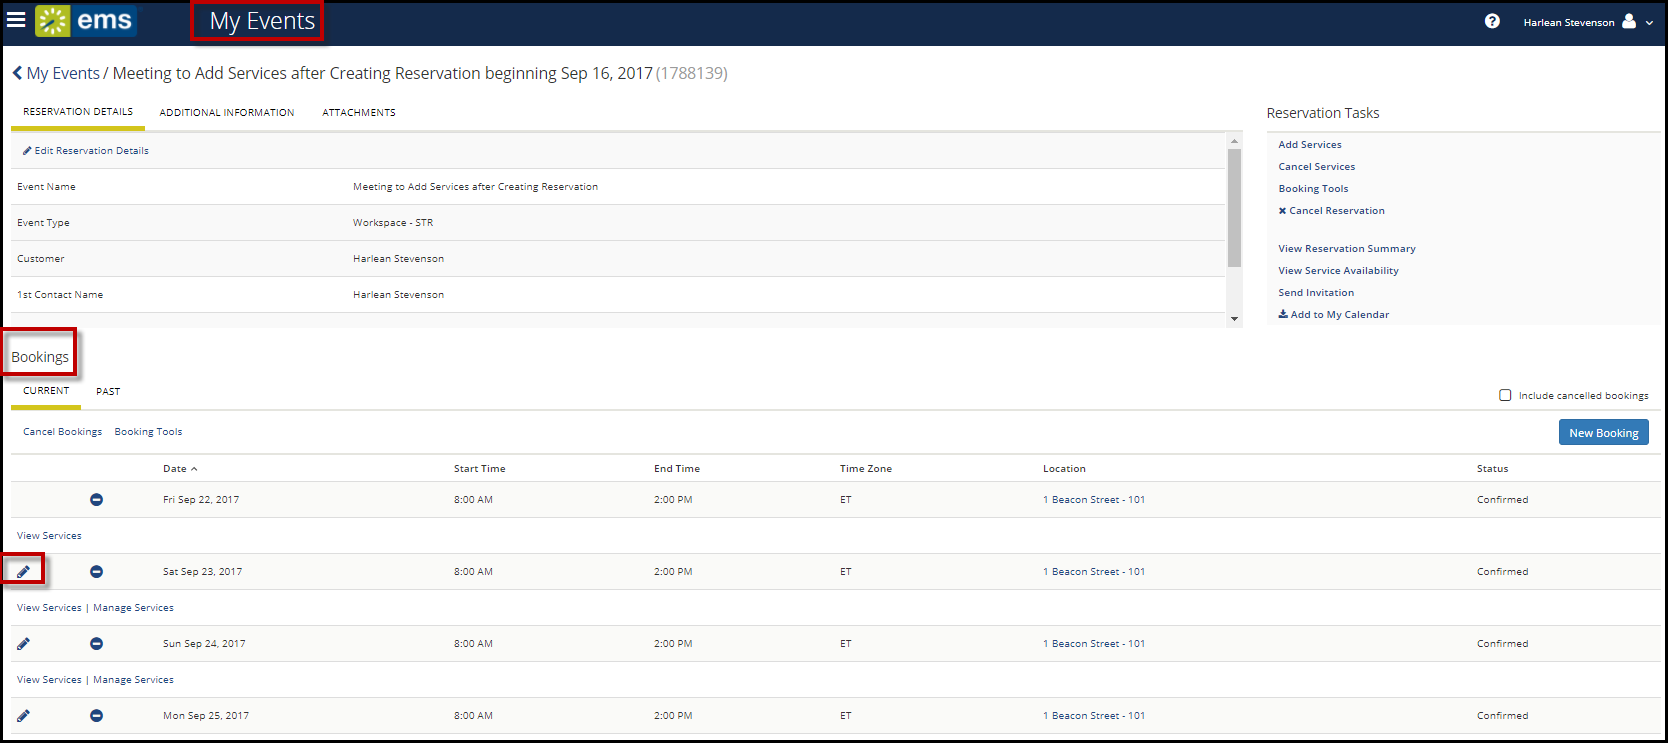 ems My Events Harlean Stevenson
My Events / Meeting to Add Services after Creating Reservation beginning Sep 16, 2017 (1788139)
RESERVATION DETAILS ADDITIONAL INFORMATION ATTACHMENTS
Edit Reservation Details
Event Name Meeting to Add Services after Creating Reservation
Event Type Workspace - STR
Customer Harlean Stevenson
1st Contact Name Harlean Stevenson
Reservation Tasks
Add Services
Cancel Services
Booking Tools
Cancel Reservation
View Reservation Summary
View Service Availability
Send Invitation
Add to My Calendar
Bookings
CURRENT PAST
Include cancelled bookings
Cancel Bookings Booking Tools New Booking
Date Start Time End Time Time Zone Location Status
Fri Sep 22, 2017 8:00 AM 2:00 PM ET 1 Beacon Street - 101 Confirmed
View Services
Sat Sep 23, 2017 8:00 AM 2:00 PM ET 1 Beacon Street - 101 Confirmed
View Services | Manage Services
Sun Sep 24, 2017 8:00 AM 2:00 PM ET 1 Beacon Street - 101 Confirmed
View Services | Manage Services
Mon Sep 25, 2017 8:00 AM 2:00 PM ET 1 Beacon Street - 101 Confirmed